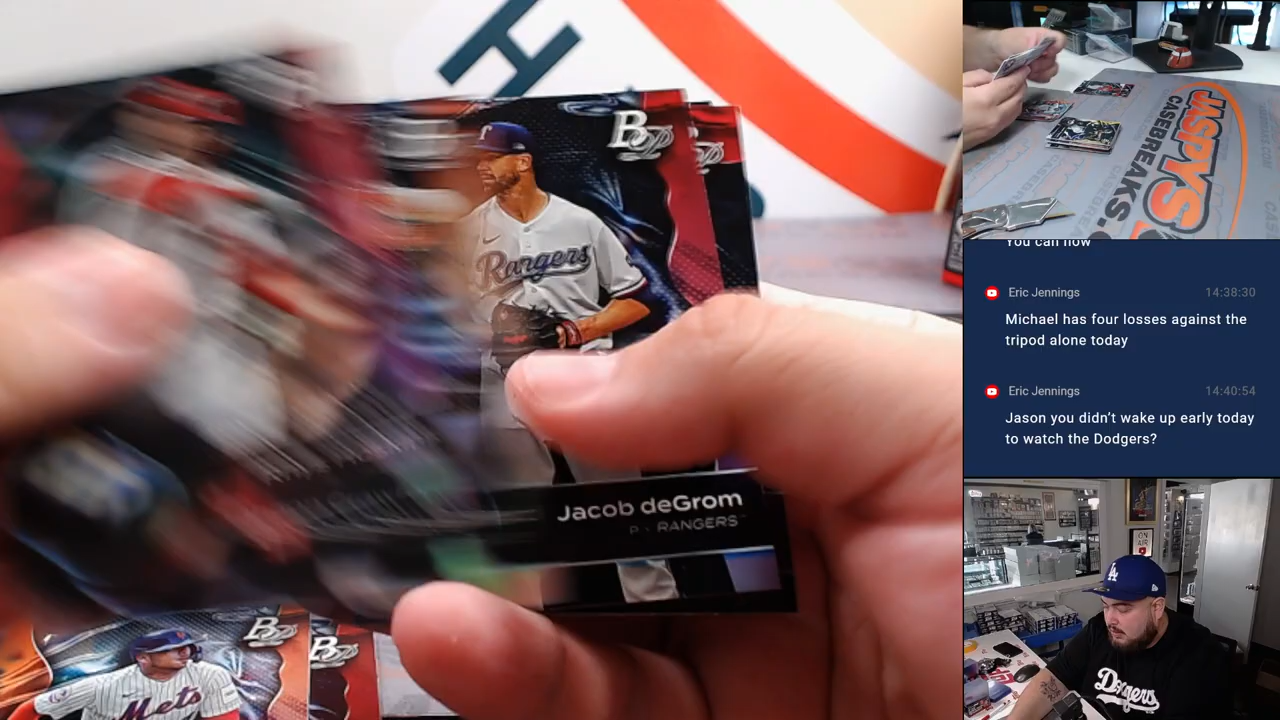 H
B
Rangers
Jacob deGrom
P · RANGERS
Mets
JASPYS
CASEBREAKS.
You can now
Eric Jennings 14:38:30
Michael has four losses against the
tripod alone today
Eric Jennings 14:40:54
Jason you didn't wake up early today
to watch the Dodgers?
ON
AIR
LA
Dodgers